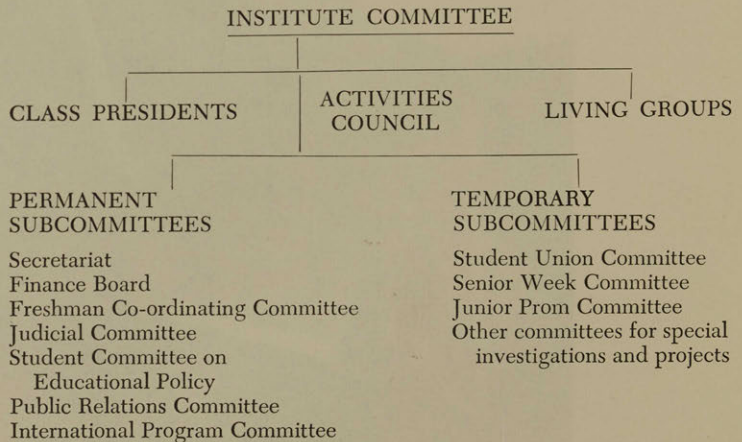 INSTITUTE COMMITTEE
CLASS PRESIDENTS
ACTIVITIES
COUNCIL
LIVING GROUPS
PERMANENT
SUBCOMMITTEES
Secretariat
Finance Board
Freshman Co-ordinating Committee
Judicial Committee
Student Committee on
Educational Policy
Public Relations Committee
International Program Committee
TEMPORARY
SUBCOMMITTEES
Student Union Committee
Senior Week Committee
Junior Prom Committee
Other committees for special
investigations and projects